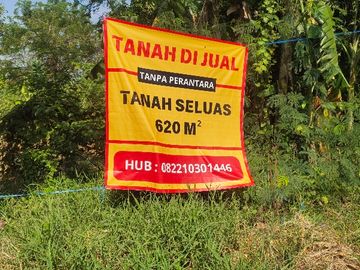 TANAH DI JUAL
TANPA PERANTARA
TANAH SELUAS
620 M²
HUB : 082210301446